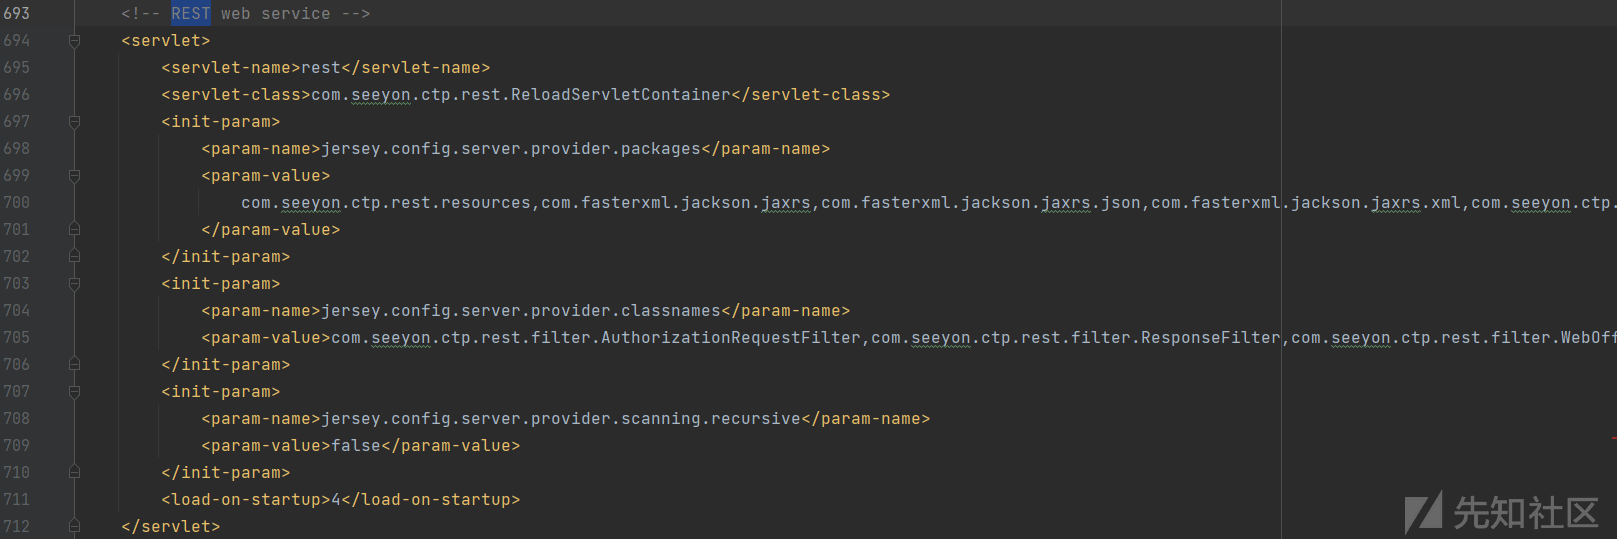 693 <!-- REST web service -->
694 <servlet>
695 <servlet-name>rest</servlet-name>
696 <servlet-class>com.seeyon.ctp.rest.ReloadServletContainer</servlet-class>
697 <init-param>
698 <param-name>jersey.config.server.provider.packages</param-name>
699 <param-value>
700 com.seeyon.ctp.rest.resources,com.fasterxml.jackson.jaxrs,com.fasterxml.jackson.jaxrs.json,com.fasterxml.jackson.jaxrs.xml,com.seeyon.ctp.
701 </param-value>
702 </init-param>
703 <init-param>
704 <param-name>jersey.config.server.provider.classnames</param-name>
705 <param-value>com.seeyon.ctp.rest.filter.AuthorizationRequestFilter,com.seeyon.ctp.rest.filter.ResponseFilter,com.seeyon.ctp.rest.filter.WebOff
706 </init-param>
707 <init-param>
708 <param-name>jersey.config.server.provider.scanning.recursive</param-name>
709 <param-value>false</param-value>
710 </init-param>
711 <load-on-startup>4</load-on-startup>
712 </servlet>
先知社区